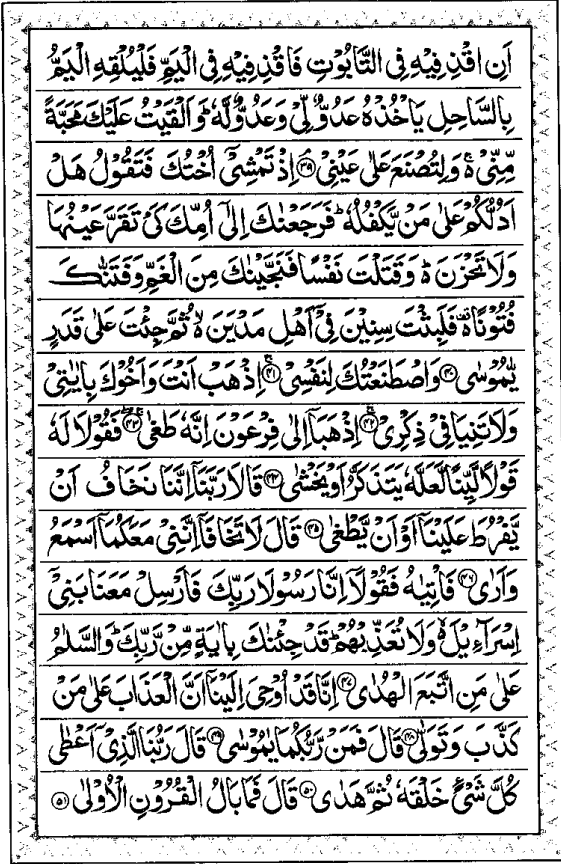 اَنِ اقْذِفِیْهِ فِی التَّابُوْتِ فَاقْذِفِیْهِ فِی الْیَمِّ فَلْیُلْقِهِ الْیَمُّ
بِالسَّاحِلِ یَاْخُذْهُ عَدُوٌّ لِّیْ وَعَدُوٌّ لَّهٗ ؕ وَاَلْقَیْتُ عَلَیْكَ مَحَبَّةً
مِّنِّیْ ۚ۬ وَلِتُصْنَعَ عَلٰی عَیْنِیْ ۟ۘ۳۹ اِذْ تَمْشِیْۤ اُخْتُكَ فَتَقُوْلُ هَلْ
اَدُلُّكُمْ عَلٰی مَنْ یَّكْفُلُهٗ ؕ فَرَجَعْنٰكَ اِلٰۤی اُمِّكَ كَیْ تَقَرَّ عَیْنُهَا
وَلَا تَحْزَنَ ؕ۬ وَقَتَلْتَ نَفْسًا فَنَجَّیْنٰكَ مِنَ الْغَمِّ وَفَتَنّٰكَ
فُتُوْنًا ۫۬ فَلَبِثْتَ سِنِیْنَ فِیْۤ اَهْلِ مَدْیَنَ ۙ۬ ثُمَّ جِئْتَ عَلٰی قَدَرٍ
یّٰمُوْسٰی ۴۰ وَاصْطَنَعْتُكَ لِنَفْسِیْ ۚ۴۱ اِذْهَبْ اَنْتَ وَاَخُوْكَ بِاٰیٰتِیْ
وَلَا تَنِیَا فِیْ ذِكْرِیْ ۚ۴۲ اِذْهَبَاۤ اِلٰی فِرْعَوْنَ اِنَّهٗ طَغٰی ۚۖ۴۳ فَقُوْلَا لَهٗ
قَوْلًا لَّیِّنًا لَّعَلَّهٗ یَتَذَكَّرُ اَوْ یَخْشٰی ۴۴ قَالَا رَبَّنَاۤ اِنَّنَا نَخَافُ اَنْ
یَّفْرُطَ عَلَیْنَاۤ اَوْ اَنْ یَّطْغٰی ۴۵ قَالَ لَا تَخَافَاۤ اِنَّنِیْ مَعَكُمَاۤ اَسْمَعُ
وَاَرٰی ۴۶ فَاْتِیٰهُ فَقُوْلَاۤ اِنَّا رَسُوْلَا رَبِّكَ فَاَرْسِلْ مَعَنَا بَنِیْۤ
اِسْرَآءِیْلَ ۙ۬ وَلَا تُعَذِّبْهُمْ ؕ قَدْ جِئْنٰكَ بِاٰیَةٍ مِّنْ رَّبِّكَ ؕ وَالسَّلٰمُ
عَلٰی مَنِ اتَّبَعَ الْهُدٰی ۴۷ اِنَّا قَدْ اُوْحِیَ اِلَیْنَاۤ اَنَّ الْعَذَابَ عَلٰی مَنْ
كَذَّبَ وَتَوَلّٰی ۴۸ قَالَ فَمَنْ رَّبُّكُمَا یٰمُوْسٰی ۴۹ قَالَ رَبُّنَا الَّذِیْۤ اَعْطٰی
كُلَّ شَیْءٍ خَلْقَهٗ ثُمَّ هَدٰی ۵۰ قَالَ فَمَا بَالُ الْقُرُوْنِ الْاُوْلٰی ۵۱